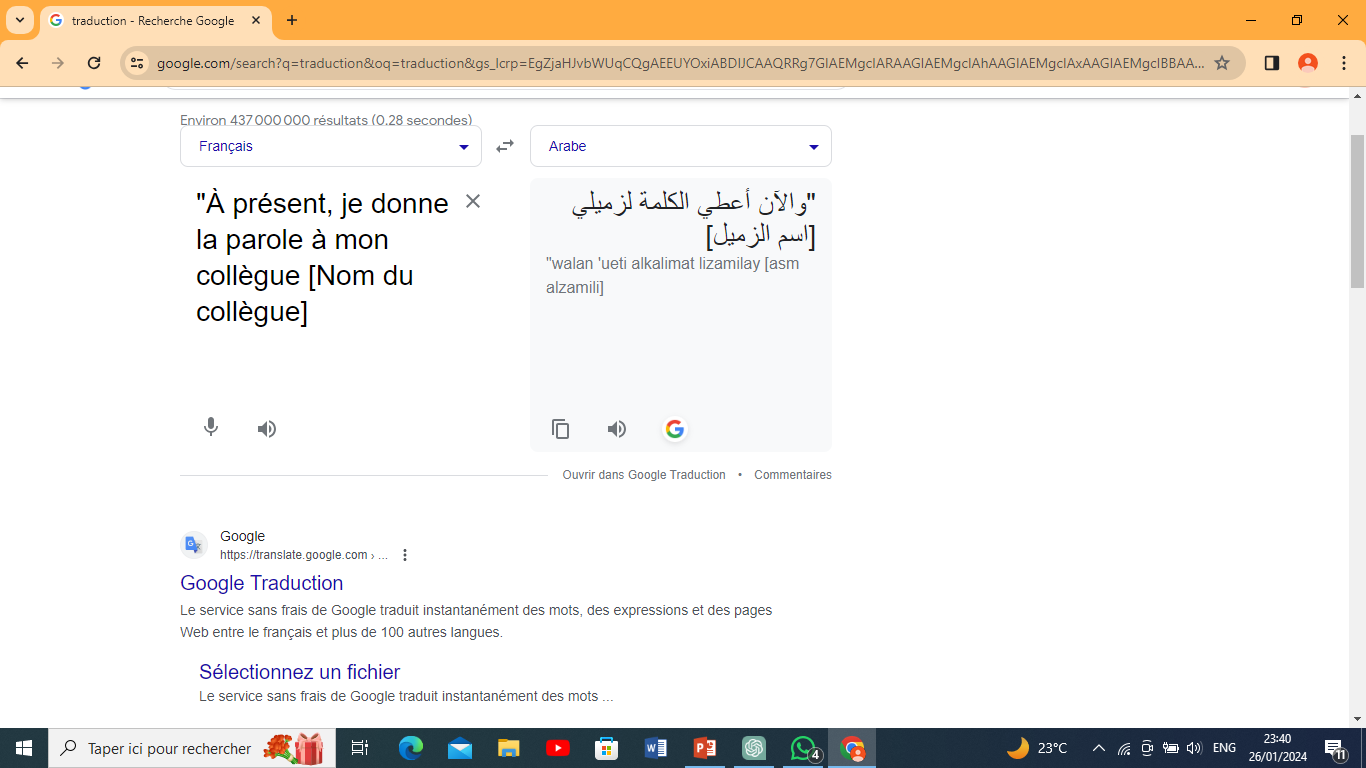 traduction - Recherche Google
google.com/search?q=traduction&oq=traduction&gs_lcrp=EgZjaHJvbWUqCQgAEEUYOxiABDIJCAAQRRg7GIAEMgcIARAAGIAEMgcIAhAAGIAEMgcIAxAAGIAEMgcIBBAA...
Environ 437 000 000 résultats (0,28 secondes)
Français
Arabe
"À présent, je donne
la parole à mon
collègue [Nom du
collègue]
"والآن أعطي الكلمة لزميلي
[اسم الزميل]
"walan 'ueti alkalimat lizamilay [asm
alzamili]
Ouvrir dans Google Traduction • Commentaires
Google
https://translate.google.com › ...
Google Traduction
Le service sans frais de Google traduit instantanément des mots, des expressions et des pages
Web entre le français et plus de 100 autres langues.
Sélectionnez un fichier
Le service sans frais de Google traduit instantanément des mots ...
Taper ici pour rechercher
4
23°C
ENG
23:40
26/01/2024
11